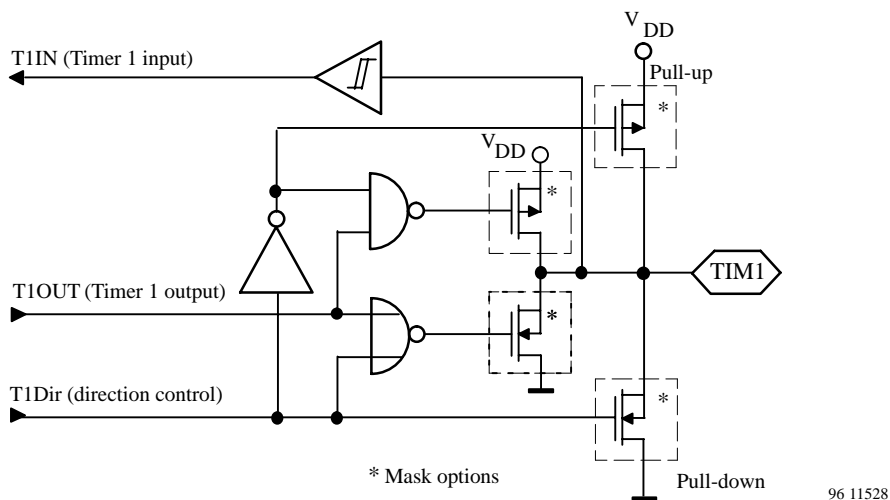 V
DD
T1IN (Timer 1 input)
Pull-up
*
V
DD
*
T1OUT (Timer 1 output)
TIM1
*
T1Dir (direction control)
*
* Mask options
Pull-down
96 11528